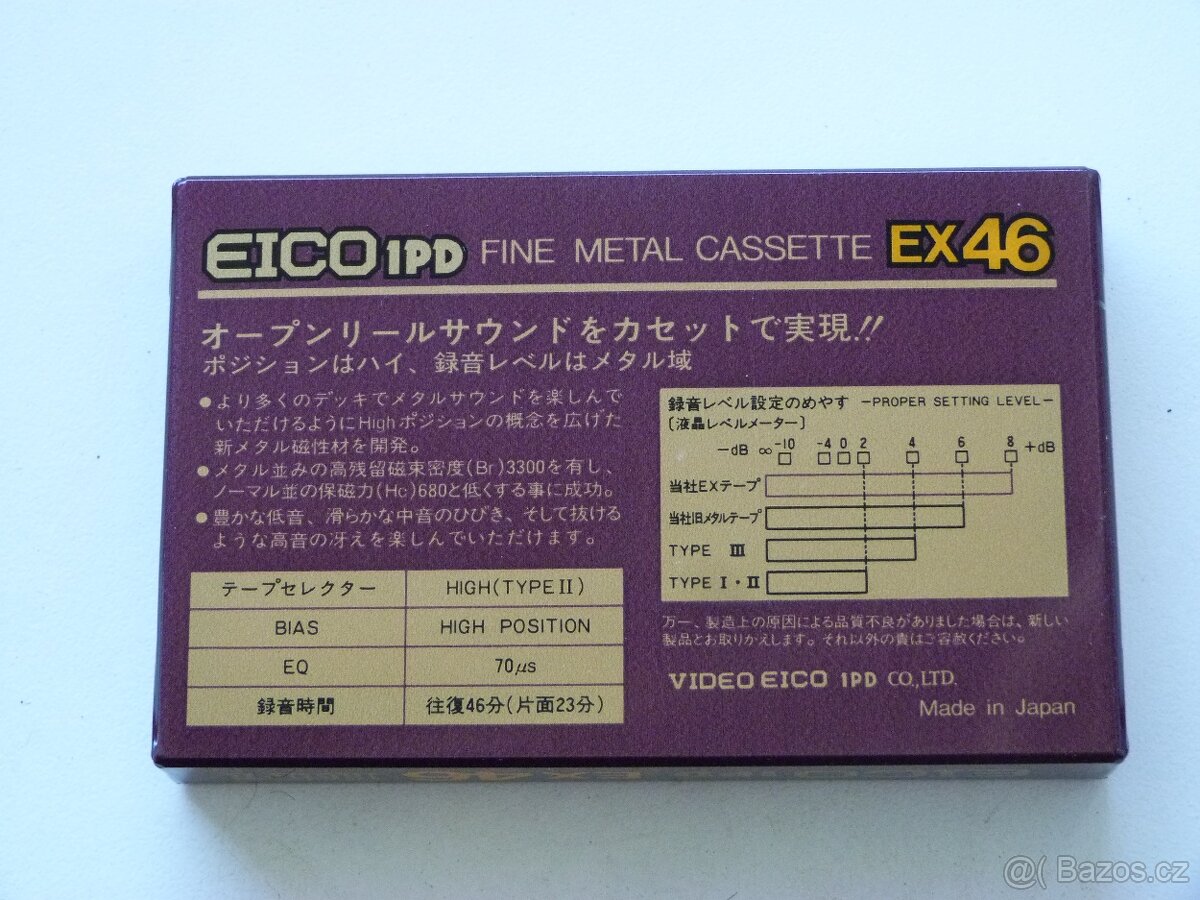 EICO 1PD FINE METAL CASSETTE EX46
オープンリールサウンドをカセットで実現!!
ポジションはハイ、録音レベルはメタル域
●より多くのデッキでメタルサウンドを楽しんで
いただけるようにHighポジションの概念を広げた
新メタル磁性材を開発。
●メタル並みの高残留磁束密度(Br)3300を有し、
ノーマル並の保磁力(Hc)680と低くする事に成功。
●豊かな低音、滑らかな中音のひびき、そして抜ける
ような高音の冴えを楽しんでいただけます。
テープセレクター HIGH(TYPE II)
BIAS HIGH POSITION
EQ 70μs
録音時間 往復46分(片面23分)
録音レベル設定のめやす -PROPER SETTING LEVEL-
〔液晶レベルメーター〕
-dB ∞ -10 -4 0 2 4 6 8 +dB
当社EXテープ
当社旧メタルテープ
TYPE III
TYPE I・II
万一、製造上の原因による品質不良がありました場合は、新しい
製品とお取りかえします。それ以外の責はご容赦ください。
VIDEO EICO 1PD CO,LTD.
Made in Japan
@( Bazos.cz